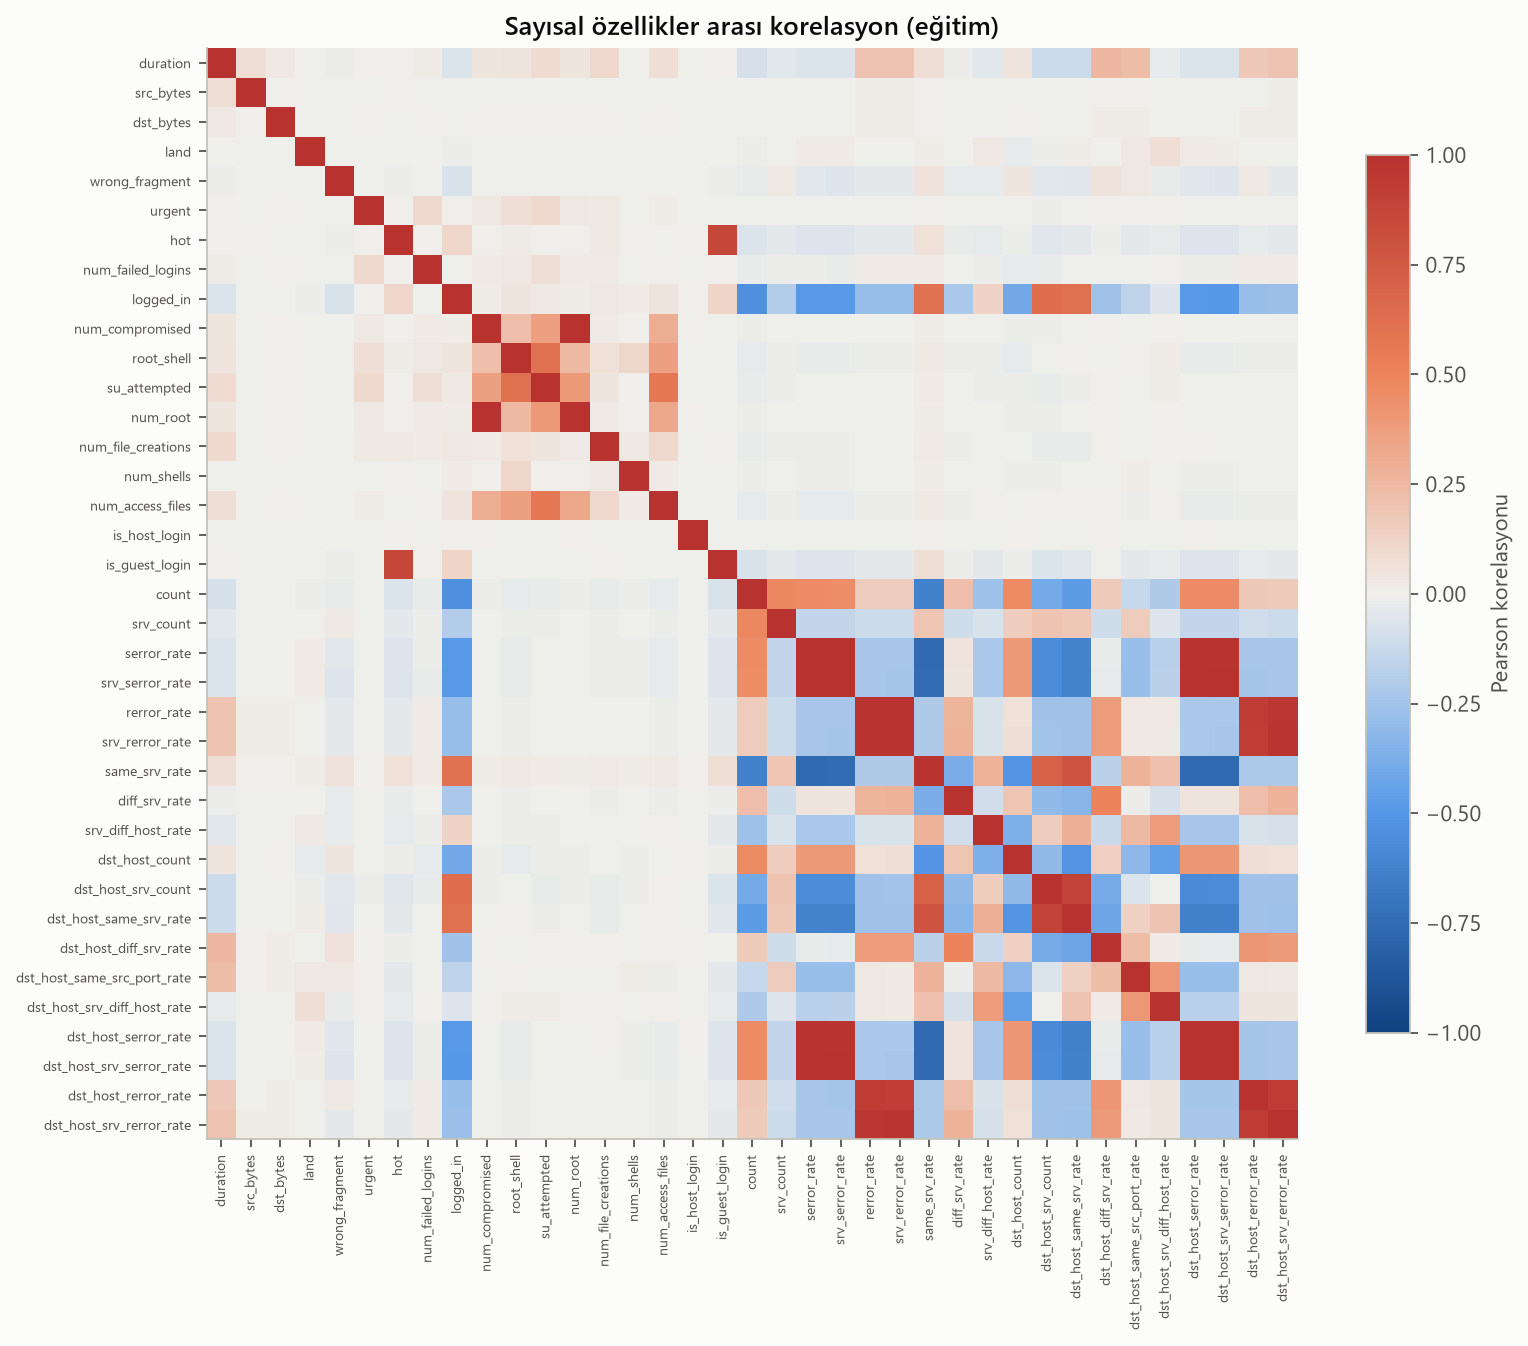 Sayısal özellikler arası korelasyon (eğitim)
duration
src_bytes
dst_bytes
land
wrong_fragment
urgent
hot
num_failed_logins
logged_in
num_compromised
root_shell
su_attempted
num_root
num_file_creations
num_shells
num_access_files
is_host_login
is_guest_login
count
srv_count
serror_rate
srv_serror_rate
rerror_rate
srv_rerror_rate
same_srv_rate
diff_srv_rate
srv_diff_host_rate
dst_host_count
dst_host_srv_count
dst_host_same_srv_rate
dst_host_diff_srv_rate
dst_host_same_src_port_rate
dst_host_srv_diff_host_rate
dst_host_serror_rate
dst_host_srv_serror_rate
dst_host_rerror_rate
dst_host_srv_rerror_rate
duration
src_bytes
dst_bytes
land
wrong_fragment
urgent
hot
num_failed_logins
logged_in
num_compromised
root_shell
su_attempted
num_root
num_file_creations
num_shells
num_access_files
is_host_login
is_guest_login
count
srv_count
serror_rate
srv_serror_rate
rerror_rate
srv_rerror_rate
same_srv_rate
diff_srv_rate
srv_diff_host_rate
dst_host_count
dst_host_srv_count
dst_host_same_srv_rate
dst_host_diff_srv_rate
dst_host_same_src_port_rate
dst_host_srv_diff_host_rate
dst_host_serror_rate
dst_host_srv_serror_rate
dst_host_rerror_rate
dst_host_srv_rerror_rate
1.00
0.75
0.50
0.25
0.00
−0.25
−0.50
−0.75
−1.00
Pearson korelasyonu